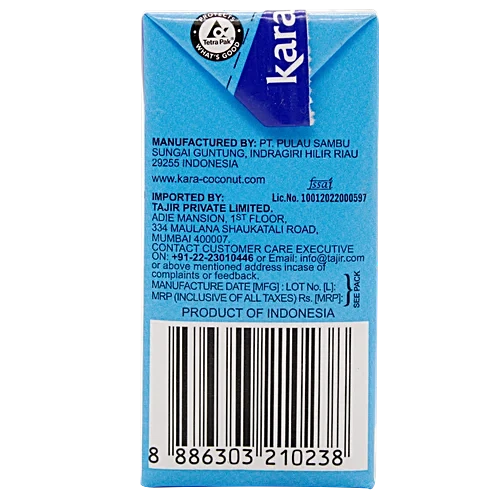 PROTECTS
Tetra Pak®
WHAT'S GOOD
kara
MANUFACTURED BY: PT. PULAU SAMBU
SUNGAI GUNTUNG, INDRAGIRI HILIR RIAU
29255 INDONESIA
www.kara-coconut.com
fssai
IMPORTED BY:
Lic.No. 10012022000597
TAJIR PRIVATE LIMITED.
ADIE MANSION, 1ST FLOOR,
334 MAULANA SHAUKATALI ROAD,
MUMBAI 400007.
CONTACT CUSTOMER CARE EXECUTIVE
ON: +91-22-23010446 or Email: info@tajir.com
or above mentioned address incase of
complaints or feedback.
MANUFACTURE DATE [MFG] : LOT No. [L]:
MRP (INCLUSIVE OF ALL TAXES) Rs. [MRP]:
SEE PACK
PRODUCT OF INDONESIA
8 886303 210238